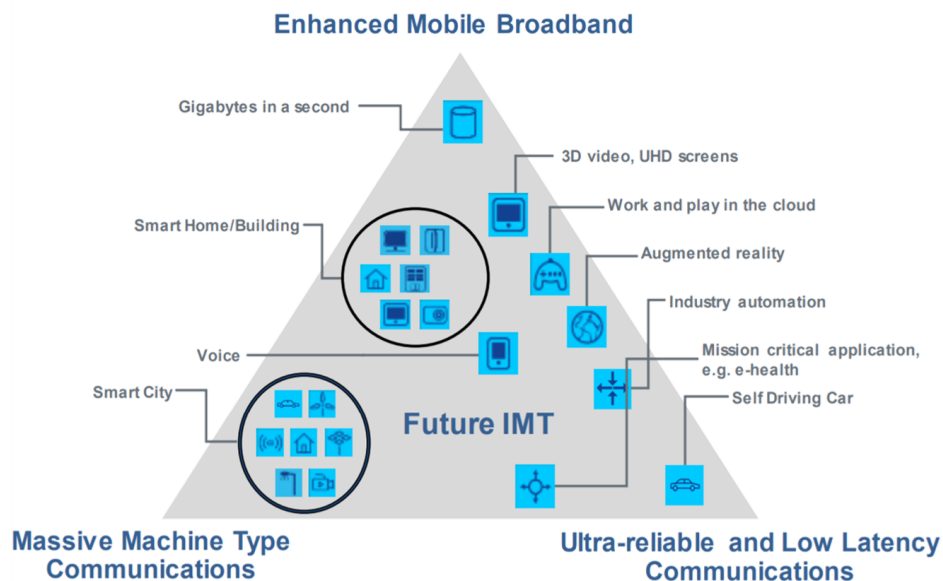 Enhanced Mobile Broadband
Gigabytes in a second
3D video, UHD screens
Work and play in the cloud
Smart Home/Building
Augmented reality
Industry automation
Voice
Mission critical application,
e.g. e-health
Smart City
Self Driving Car
Future IMT
Massive Machine Type
Communications
Ultra-reliable and Low Latency
Communications